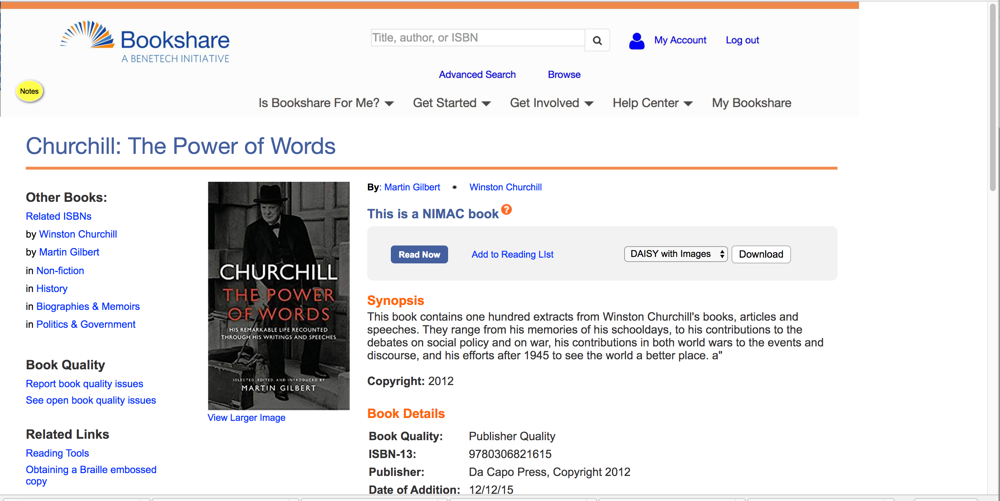 Bookshare
A BENETECH INITIATIVE
Title, author, or ISBN
My Account
Log out
Advanced Search
Browse
Notes
Is Bookshare For Me?
Get Started
Get Involved
Help Center
My Bookshare
Churchill: The Power of Words
Other Books:
Related ISBNs
by Winston Churchill
by Martin Gilbert
in Non-fiction
in History
in Biographies & Memoirs
in Politics & Government
Book Quality
Report book quality issues
See open book quality issues
Related Links
Reading Tools
Obtaining a Braille embossed
copy
CHURCHILL
THE POWER
OF WORDS
HIS REMARKABLE LIFE RECOUNTED
THROUGH HIS WRITINGS AND SPEECHES
SELECTED, EDITED, AND INTRODUCED BY
MARTIN GILBERT
View Larger Image
By: Martin Gilbert • Winston Churchill
This is a NIMAC book ?
Read Now
Add to Reading LIst
DAISY with Images
Download
Synopsis
This book contains one hundred extracts from Winston Churchill's books, articles and
speeches. They range from his memories of his schooldays, to his contributions to the
debates on social policy and on war, his contributions in both world wars to the events and
discourse, and his efforts after 1945 to see the world a better place. a"
Copyright: 2012
Book Details
Book Quality: Publisher Quality
ISBN-13: 9780306821615
Publisher: Da Capo Press, Copyright 2012
Date of Addition: 12/12/15